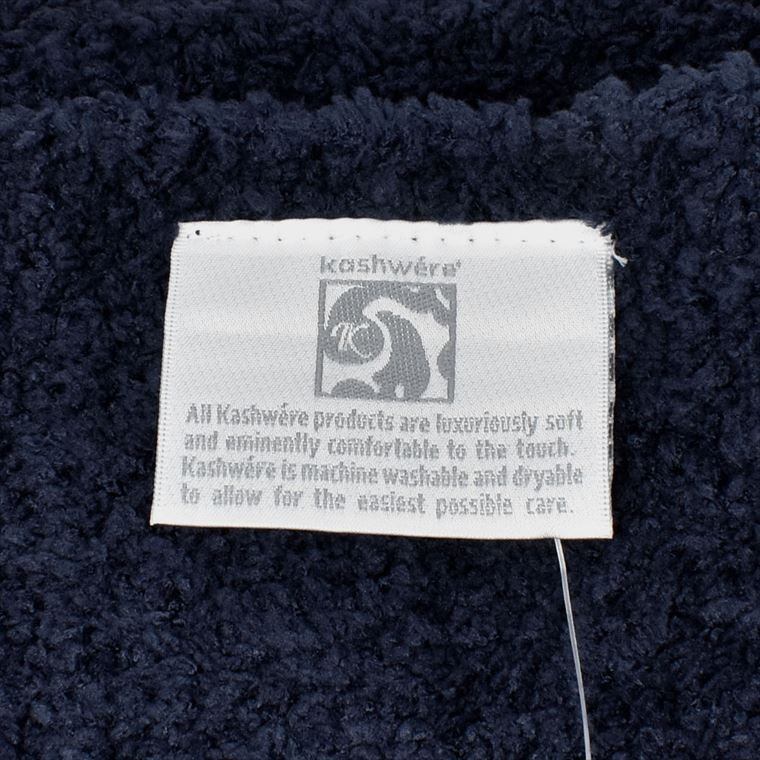 kashwére
K
All Kashwére products are luxuriously soft
and eminently comfortable to the touch.
Kashwére is machine washable and dryable
to allow for the easiest possible care.